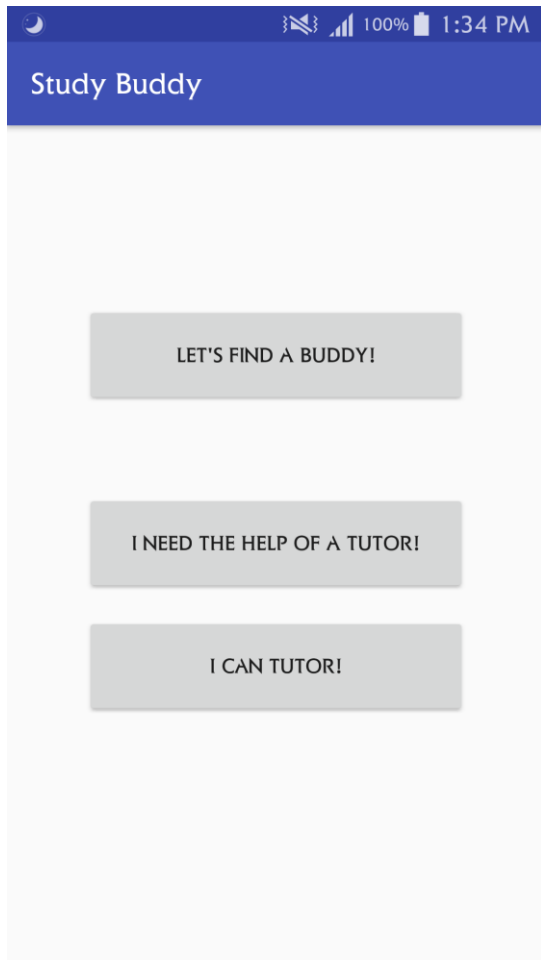 100% 1:34 PM
Study Buddy
LET'S FIND A BUDDY!
I NEED THE HELP OF A TUTOR!
I CAN TUTOR!